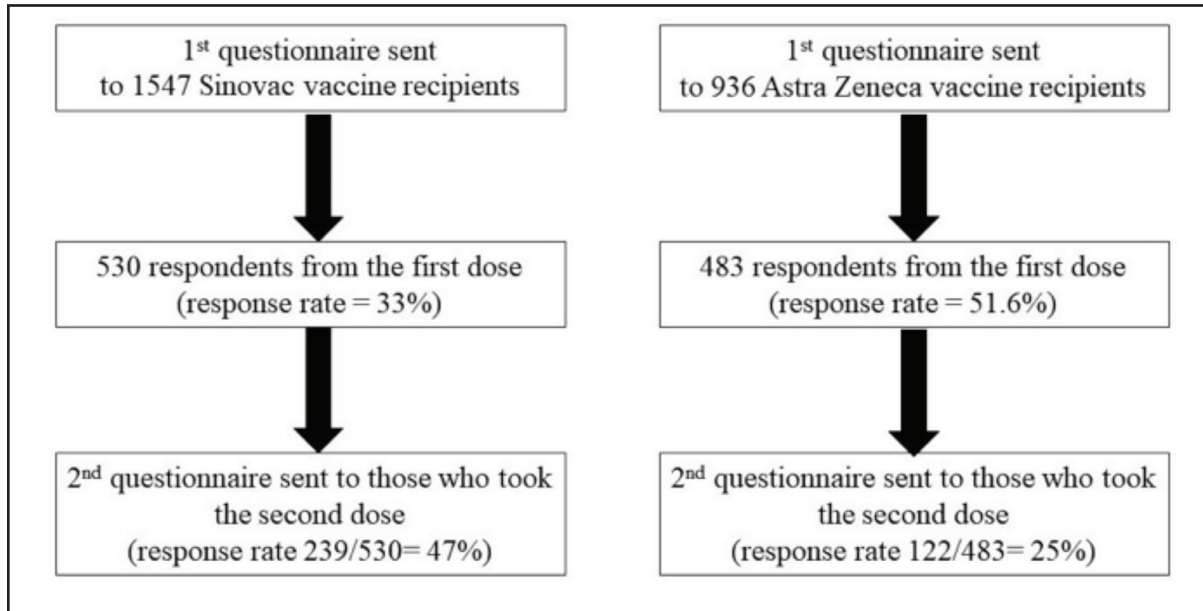 1st questionnaire sent
to 1547 Sinovac vaccine recipients
530 respondents from the first dose
(response rate = 33%)
2nd questionnaire sent to those who took
the second dose
(response rate 239/530= 47%)
1st questionnaire sent
to 936 Astra Zeneca vaccine recipients
483 respondents from the first dose
(response rate = 51.6%)
2nd questionnaire sent to those who took
the second dose
(response rate 122/483= 25%)